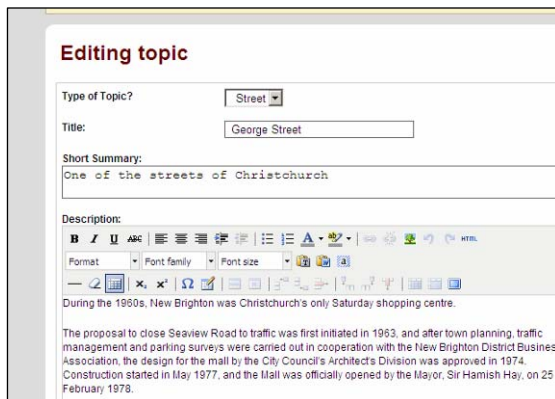 Editing topic
Type of Topic?
Street
Title:
George Street
Short Summary:
One of the streets of Christchurch
Description:
B I U ABC A ab HTML
Format Font family Font size
x₂ x² Ω
During the 1960s, New Brighton was Christchurch's only Saturday shopping centre.
The proposal to close Seaview Road to traffic was first initiated in 1963, and after town planning, traffic
management and parking surveys were carried out in cooperation with the New Brighton District Busines
Association, the design for the mall by the City Council's Architect's Division was approved in 1974.
Construction started in May 1977, and the Mall was officially opened by the Mayor, Sir Hamish Hay, on 25
February 1978.